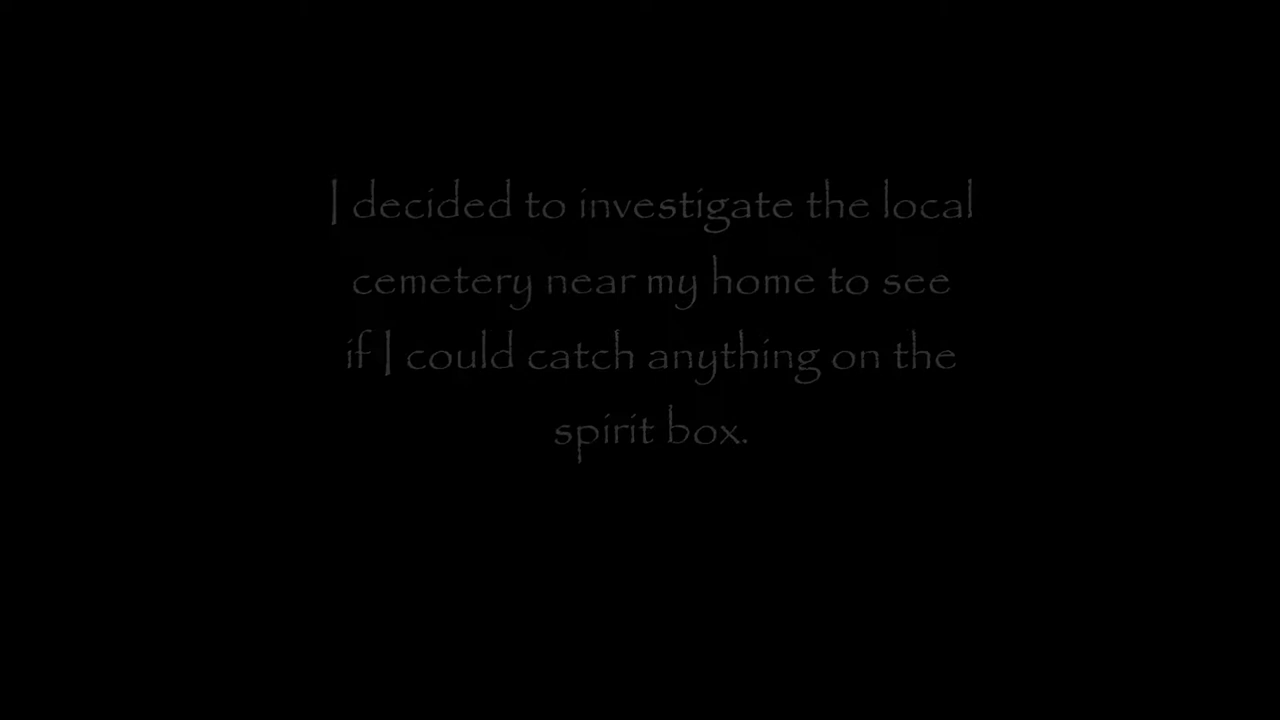 I decided to investigate the local
cemetery near my home to see
if I could catch anything on the
spirit box.